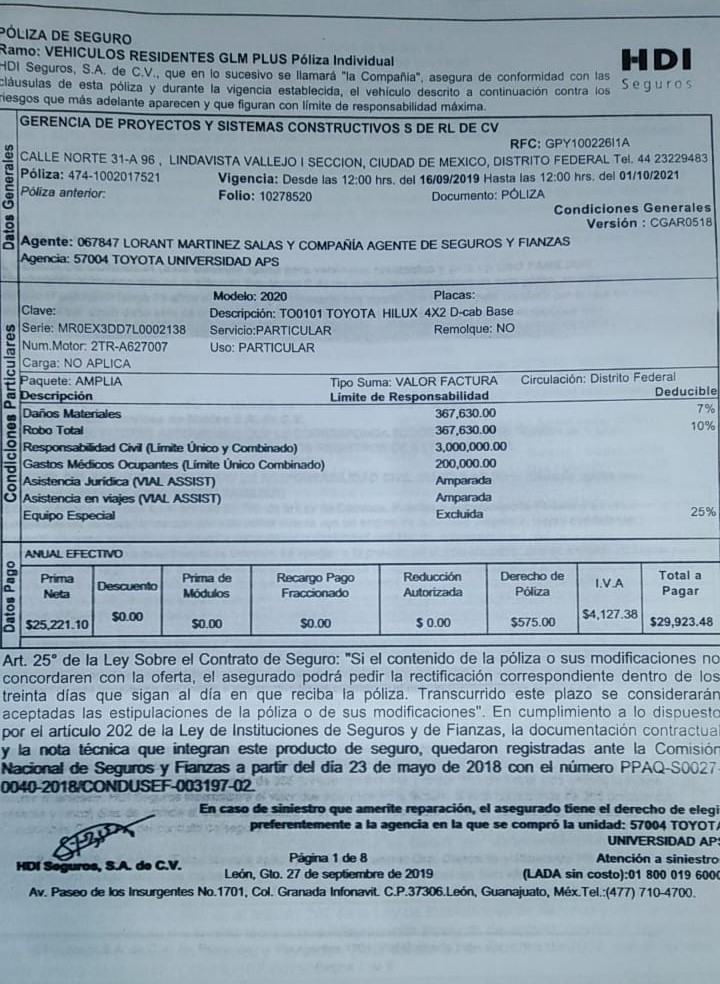 PÓLIZA DE SEGURO
Ramo: VEHICULOS RESIDENTES GLM PLUS Póliza Individual
HDI Seguros, S.A. de C.V., que en lo sucesivo se llamará "la Compañia", asegura de conformidad con las
cláusulas de esta póliza y durante la vigencia establecida, el vehículo descrito a continuación contra los
riesgos que más adelante aparecen y que figuran con límite de responsabilidad máxima.
HDI
Seguros
Datos Generales
GERENCIA DE PROYECTOS Y SISTEMAS CONSTRUCTIVOS S DE RL DE CV
RFC: GPY100226I1A
CALLE NORTE 31-A 96 , LINDAVISTA VALLEJO I SECCION, CIUDAD DE MEXICO, DISTRITO FEDERAL Tel. 44 23229483
Póliza: 474-1002017521 Vigencia: Desde las 12:00 hrs. del 16/09/2019 Hasta las 12:00 hrs. del 01/10/2021
Póliza anterior: Folio: 10278520 Documento: PÓLIZA
Condiciones Generales
Versión : CGAR0518
Agente: 067847 LORANT MARTINEZ SALAS Y COMPAÑÍA AGENTE DE SEGUROS Y FIANZAS
Agencia: 57004 TOYOTA UNIVERSIDAD APS
Condiciones Particulares
Modelo: 2020 Placas:
Clave: Descripción: TO0101 TOYOTA HILUX 4X2 D-cab Base
Serie: MR0EX3DD7L0002138 Servicio:PARTICULAR Remolque: NO
Num.Motor: 2TR-A627007 Uso: PARTICULAR
Carga: NO APLICA
Paquete: AMPLIA Tipo Suma: VALOR FACTURA Circulación: Distrito Federal
Descripción Límite de Responsabilidad Deducible
Daños Materiales 367,630.00 7%
Robo Total 367,630.00 10%
Responsabilidad Civil (Límite Único y Combinado) 3,000,000.00
Gastos Médicos Ocupantes (Límite Único Combinado) 200,000.00
Asistencia Jurídica (VIAL ASSIST) Amparada
Asistencia en viajes (VIAL ASSIST) Amparada
Equipo Especial Excluida 25%
Datos Pago
ANUAL EFECTIVO
Prima Neta Descuento Prima de Módulos Recargo Pago Fraccionado Reducción Autorizada Derecho de Póliza I.V.A Total a Pagar
$25,221.10 $0.00 $0.00 $0.00 $ 0.00 $575.00 $4,127.38 $29,923.48
Art. 25° de la Ley Sobre el Contrato de Seguro: "Si el contenido de la póliza o sus modificaciones no
concordaren con la oferta, el asegurado podrá pedir la rectificación correspondiente dentro de los
treinta días que sigan al día en que reciba la póliza. Transcurrido este plazo se considerarán
aceptadas las estipulaciones de la póliza o de sus modificaciones". En cumplimiento a lo dispuesto
por el artículo 202 de la Ley de Instituciones de Seguros y de Fianzas, la documentación contractual
y la nota técnica que integran este producto de seguro, quedaron registradas ante la Comisión
Nacional de Seguros y Fianzas a partir del día 23 de mayo de 2018 con el número PPAQ-S0027-
0040-2018/CONDUSEF-003197-02.
En caso de siniestro que amerite reparación, el asegurado tiene el derecho de elegi
preferentemente a la agencia en la que se compró la unidad: 57004 TOYOTA
UNIVERSIDAD APS
HDI Seguros, S.A. de C.V. Página 1 de 8 Atención a siniestro
León, Gto. 27 de septiembre de 2019 (LADA sin costo):01 800 019 6000
Av. Paseo de los Insurgentes No.1701, Col. Granada Infonavit. C.P.37306.León, Guanajuato, Méx.Tel.:(477) 710-4700.